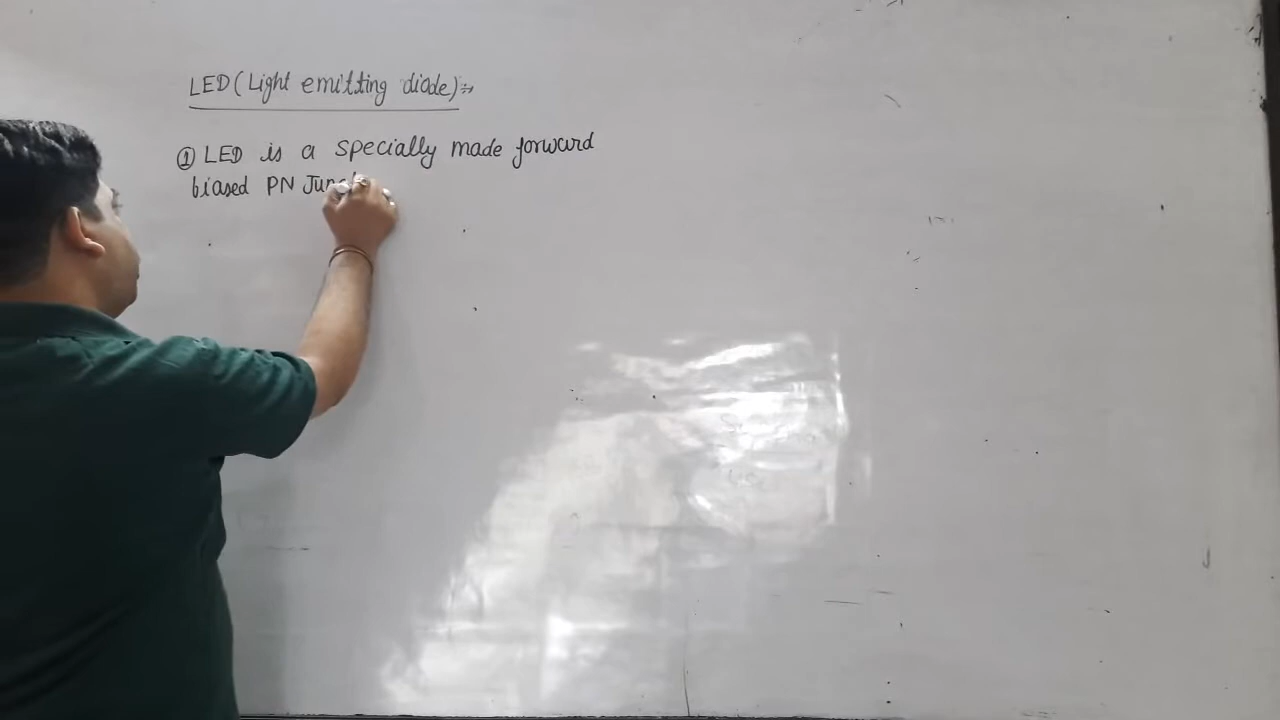 LED (Light emitting diode):→
① LED is a specially made forward
biased PN